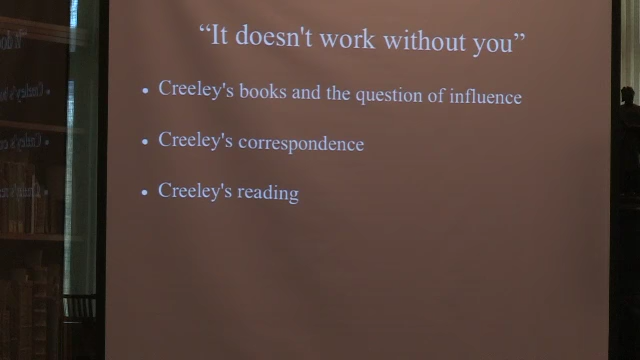 “It doesn't work without you”
• Creeley's books and the question of influence
• Creeley's correspondence
• Creeley's reading